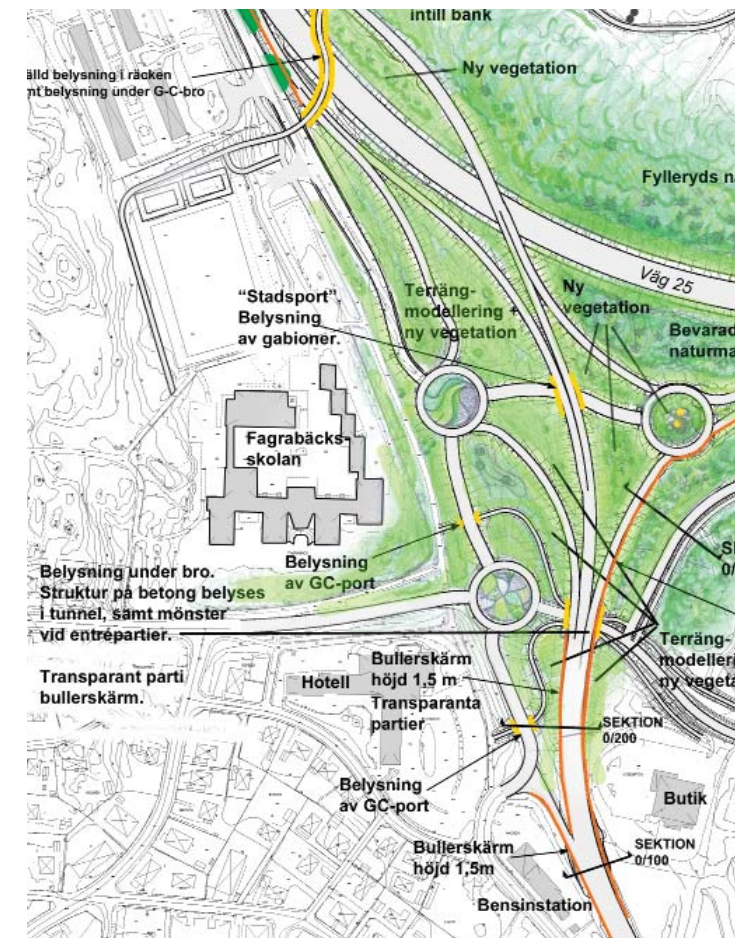 intill bank
Ny vegetation
älld belysning i räcken
mt belysning under G-C-bro
Fylleryds n
Väg 25
"Stadsport".
Belysning
av gabioner.
Terräng-
modellering +
ny vegetation
Ny
vegetation
Bevarad
naturma
Fagrabäcks-
skolan
Belysning
av GC-port
Belysning under bro.
Struktur på betong belyses
i tunnel, samt mönster
vid entrépartier.
Transparant parti
bullerskärm.
Hotell
Bullerskärm
höjd 1,5 m
Transparanta
partier
Terräng-
modelleri
ny vegeta
SEKTION
0/200
Belysning
av GC-port
Butik
Bullerskärm
höjd 1,5m
SEKTION
0/100
Bensinstation